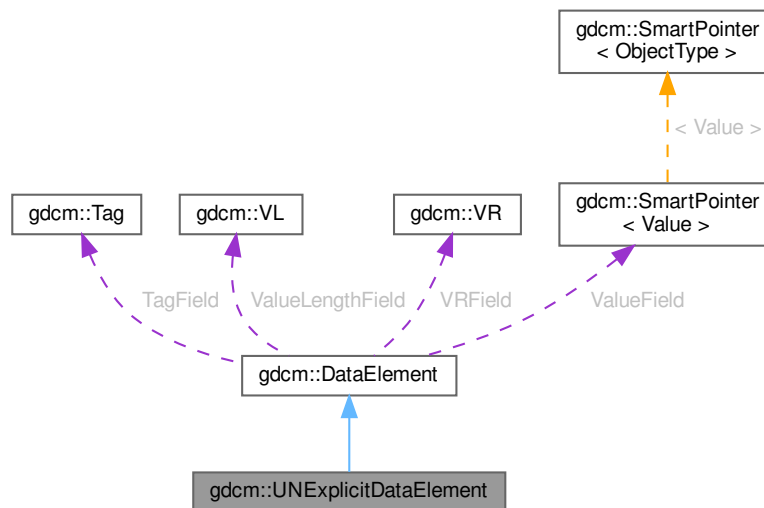 gdcm::SmartPointer
< ObjectType >
< Value >
gdcm::Tag
gdcm::VL
gdcm::VR
gdcm::SmartPointer
< Value >
TagField
ValueLengthField
VRField
ValueField
gdcm::DataElement
gdcm::UNExplicitDataElement